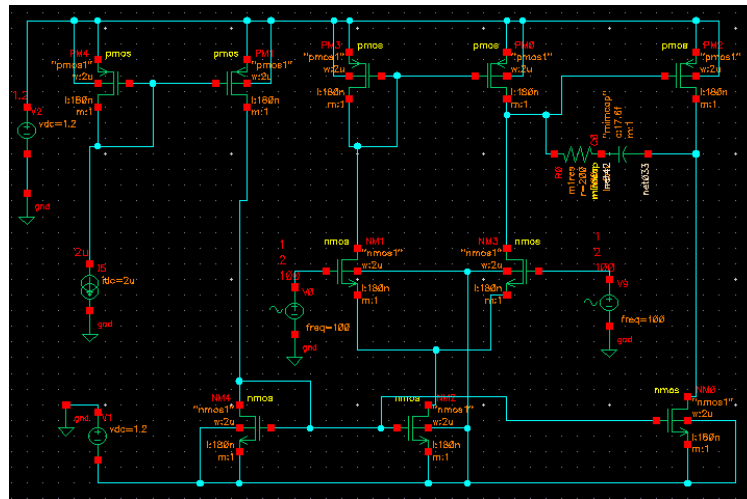 PM4
pmos
"pmos1"
w:2u
l:180n
m:1
pmos
PM1
"pmos1"
w:2u
l:180n
m:1
PM3
pmos
"pmos1"
w:2u
l:180n
m:1
PM0
pmos
"pmos1"
w:2u
l:180n
m:1
pmos
PM2
"pmos1"
w:2u
l:180n
m:1
1.2
V2
vdc=1.2
gnd
R0
m1res
r=200
C0
"mimcap"
c:17.6f
m:1
net033
2u
I5
idc=2u
gnd
NM1
nmos
"nmos1"
w:2u
l:180n
m:1
NM3
nmos
"nmos1"
w:2u
l:180n
m:1
1
2
100
V0
freq=100
gnd
1
2
100
freq=100
gnd
NM4
nmos
"nmos1"
w:2u
l:180n
m:1
nmos
NM2
"nmos1"
w:2u
l:180n
m:1
nmos
NM0
"nmos1"
w:2u
l:180n
m:1
gnd
V1
vdc=1.2